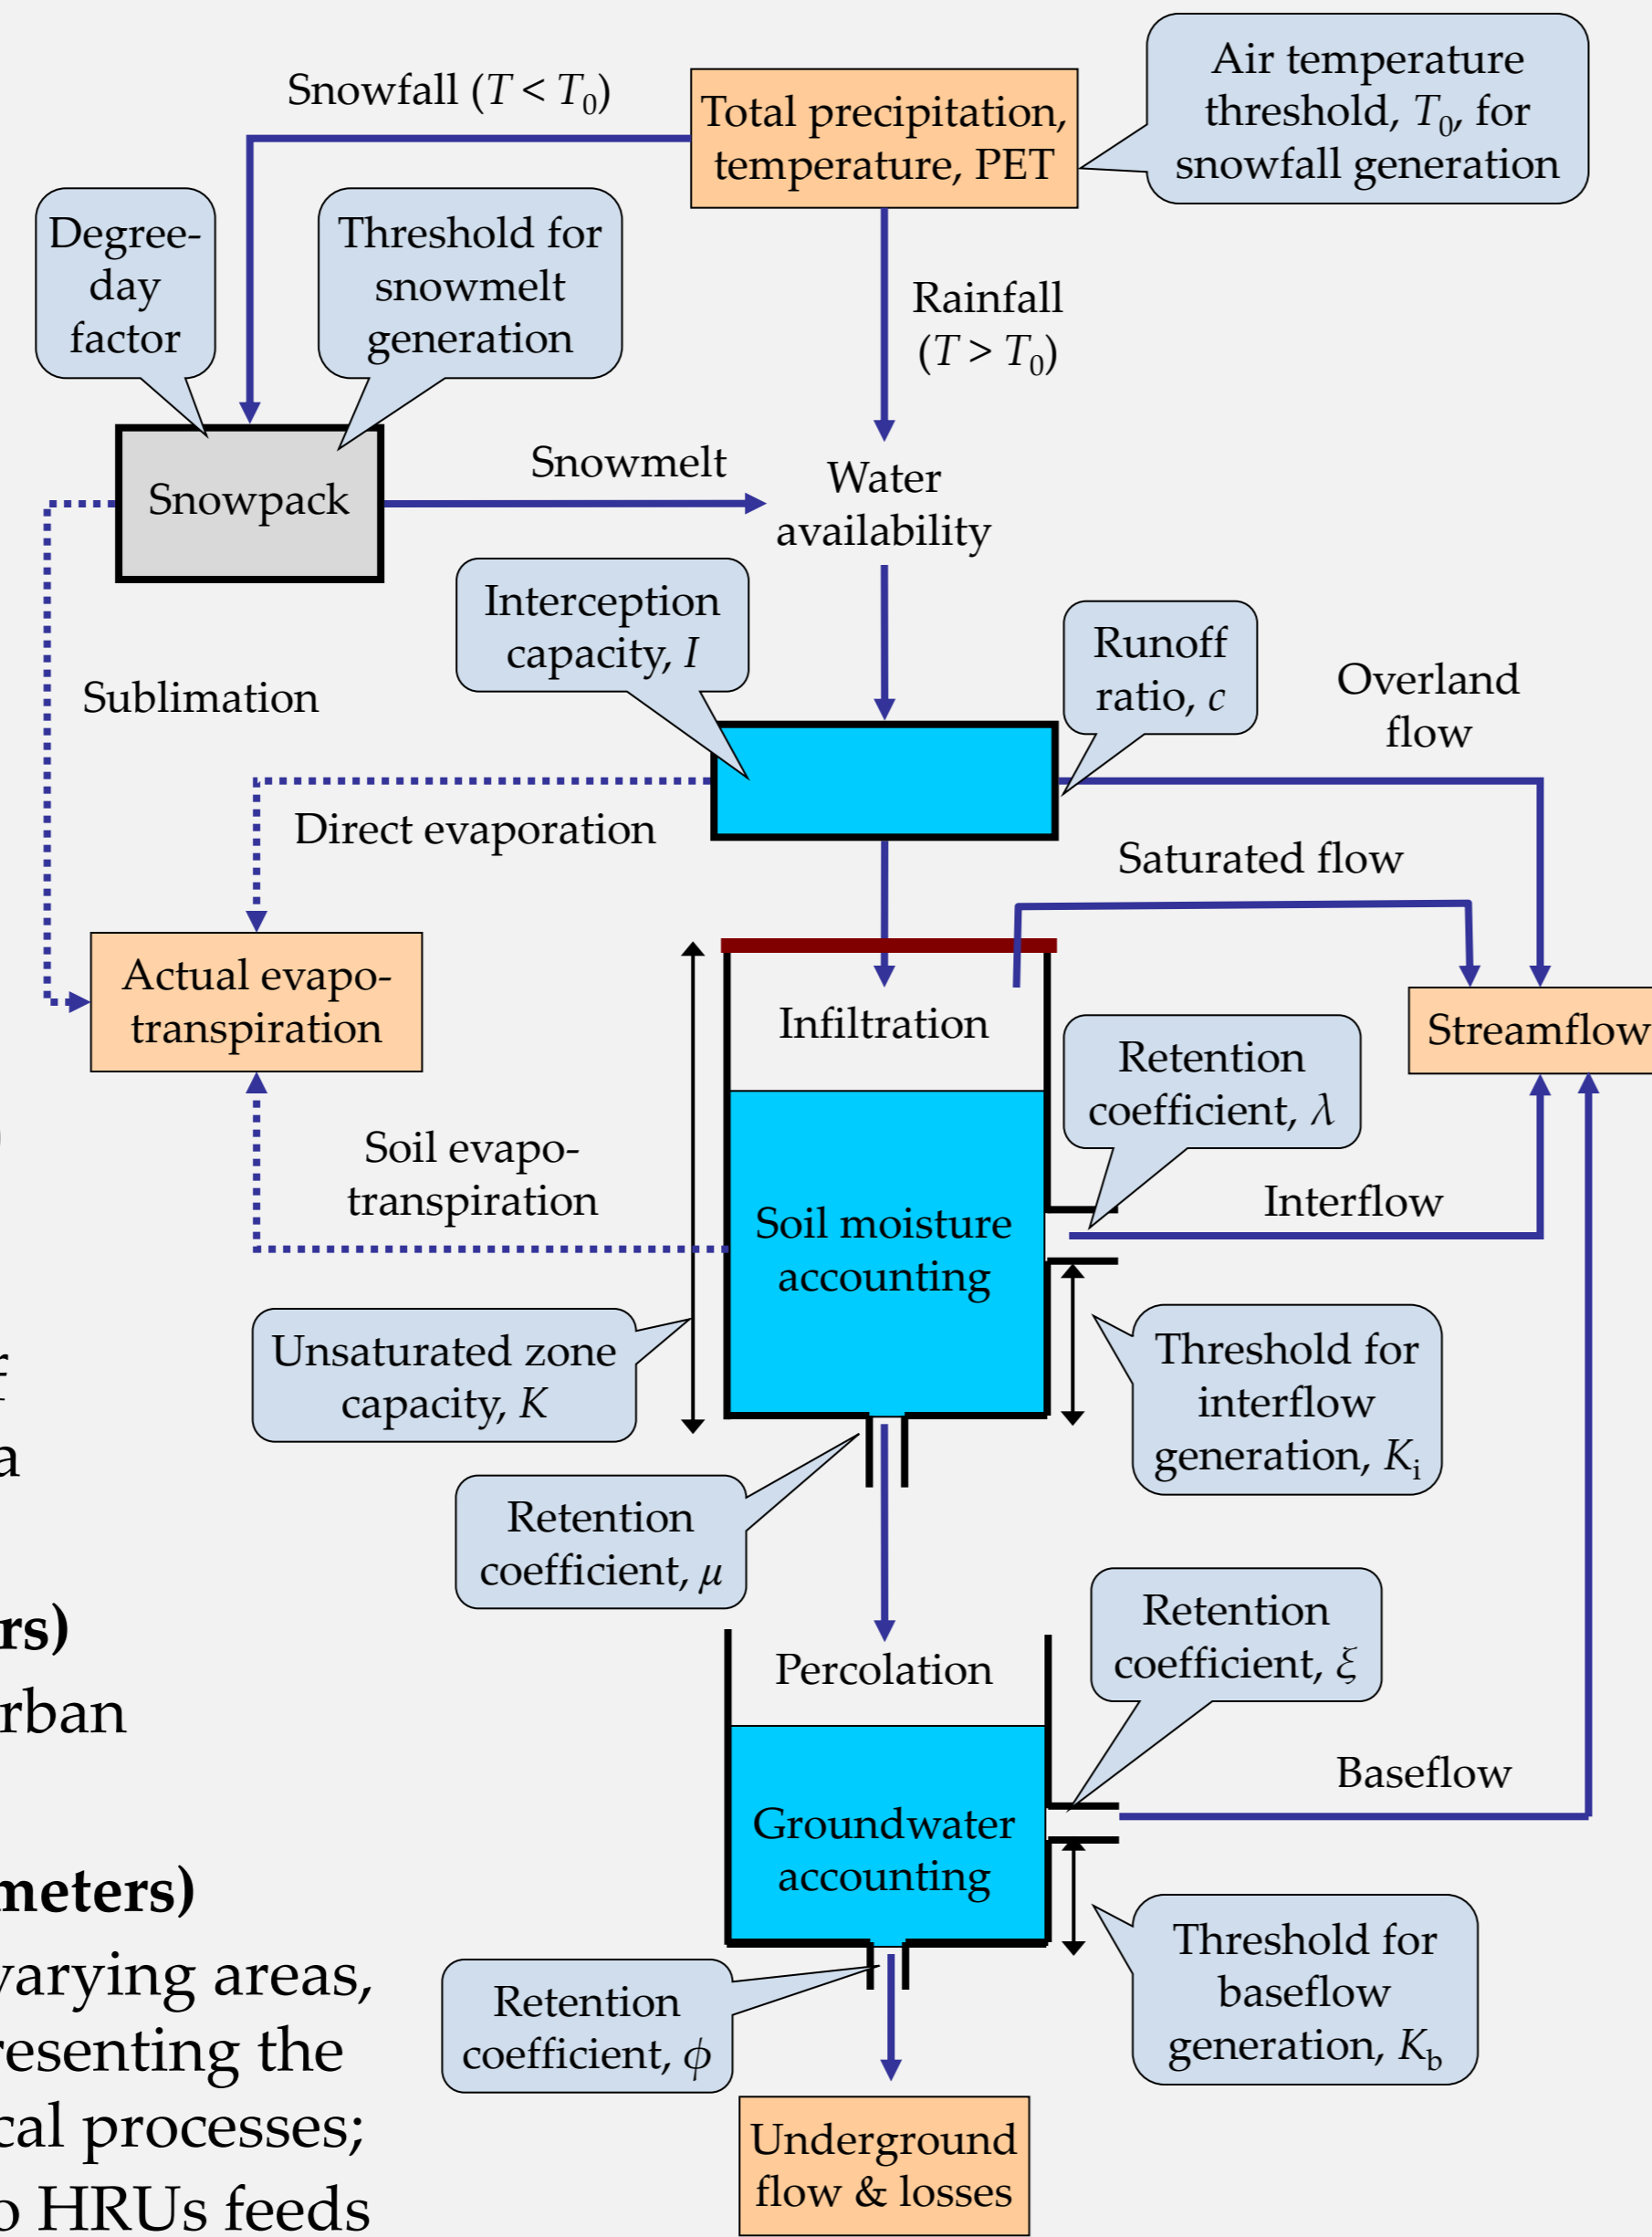 Snowfall (T < T₀)
Total precipitation,
temperature, PET
Air temperature
threshold, T₀, for
snowfall generation
Degree-
day
factor
Threshold for
snowmelt
generation
Rainfall
(T > T₀)
Snowpack
Snowmelt
Water
availability
Interception
capacity, I
Runoff
ratio, c
Overland
flow
Sublimation
Direct evaporation
Saturated flow
Actual evapo-
transpiration
Infiltration
Streamflow
Retention
coefficient, λ
)
Soil evapo-
transpiration
Soil moisture
accounting
Interflow
Unsaturated zone
capacity, K
Threshold for
interflow
generation, Kᵢ
f
a
Retention
coefficient, μ
rs)
rban
Percolation
Retention
coefficient, ξ
Baseflow
Groundwater
accounting
meters)
varying areas,
resenting the
cal processes;
o HRUs feeds
Retention
coefficient, ϕ
Threshold for
baseflow
generation, K_b
Underground
flow & losses